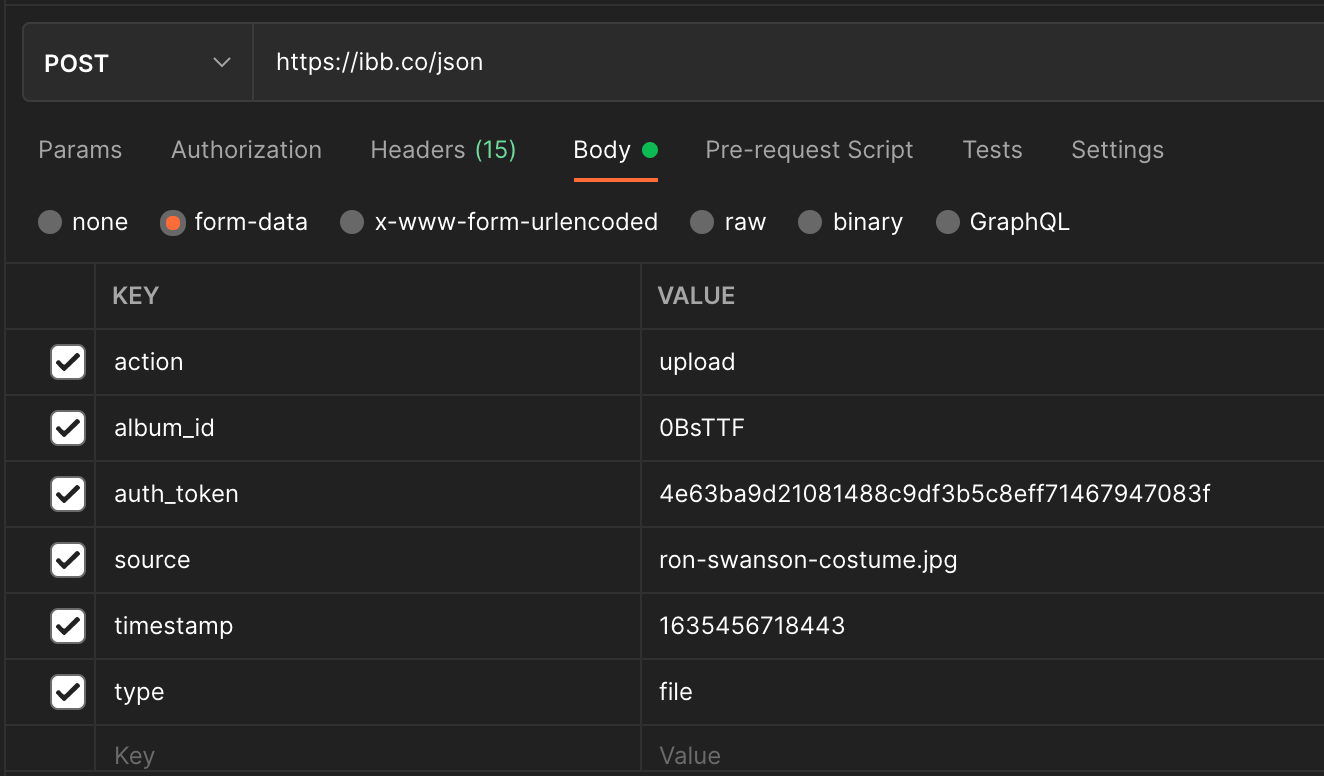 POST https://ibb.co/json
Params Authorization Headers (15) Body Pre-request Script Tests Settings
none form-data x-www-form-urlencoded raw binary GraphQL
KEY VALUE
action upload
album_id 0BsTTF
auth_token 4e63ba9d21081488c9df3b5c8eff71467947083f
source ron-swanson-costume.jpg
timestamp 1635456718443
type file
Key Value